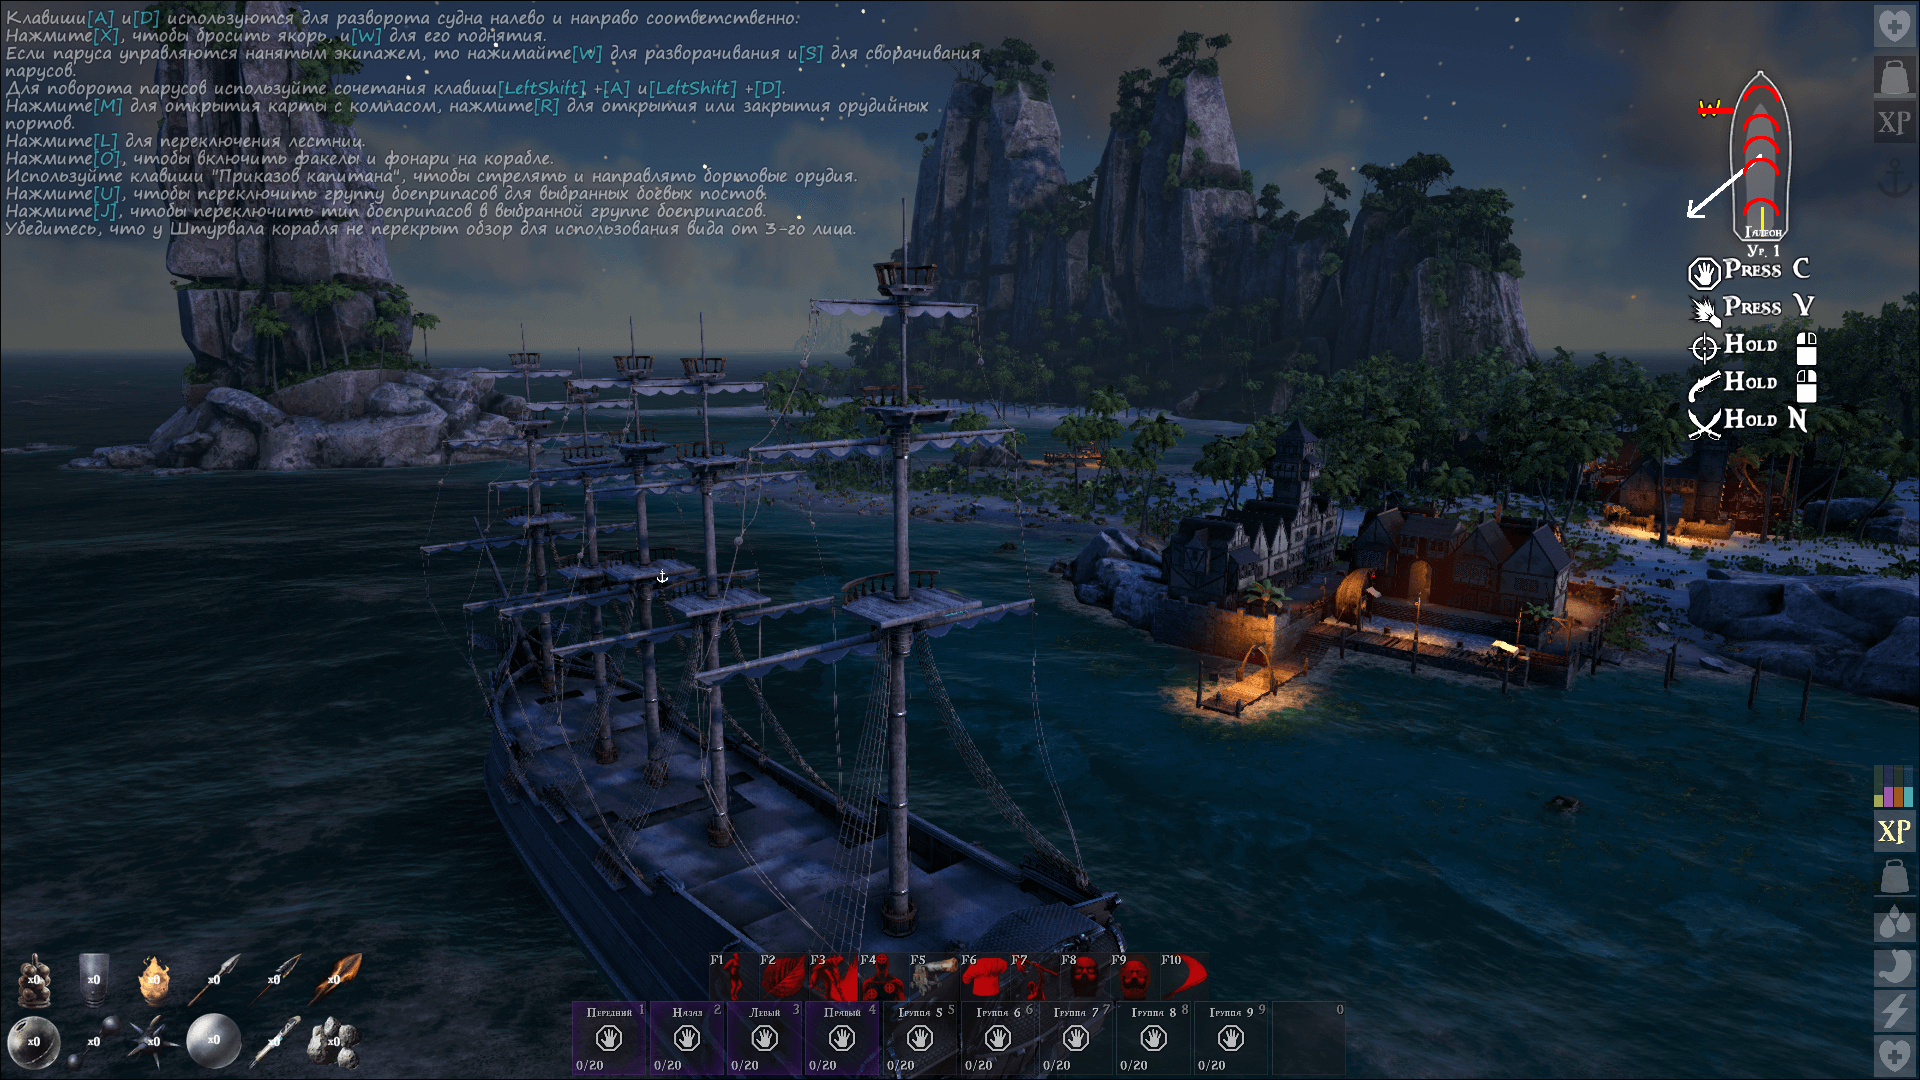 Клавиши[A] и[D] используются для разворота судна налево и направо соответственно.
Нажмите[X], чтобы бросить якорь, и[W] для его поднятия.
Если паруса управляются нанятым экипажем, то нажимайте[W] для разворачивания и[S] для сворачивания
парусов.
Для поворота парусов используйте сочетания клавиш[LeftShift] +[A] и[LeftShift] +[D].
Нажмите[M] для открытия карты с компасом, нажмите[R] для открытия или закрытия орудийных
портов.
Нажмите[L] для переключения лестниц.
Нажмите[O], чтобы включить факелы и фонари на корабле.
Используйте клавиши "Приказов капитана", чтобы стрелять и направлять бортовые орудия.
Нажмите[U], чтобы переключить группу боеприпасов для выбранных боевых постов.
Нажмите[J], чтобы переключить тип боеприпасов в выбранной группе боеприпасов.
Убедитесь, что у Штурвала корабля не перекрыт обзор для использования вида от 3-го лица.
W
Галеон
Ур. 1
Press C
Press V
Hold
Hold
Hold N
XP
XP
x0 x0 x0 x0 x0 x0
x0 x0 x0 x0 x0 x0
F1 F2 F3 F4 F5 F6 F7 F8 F9 F10
Передний 1 Назад 2 Левый 3 Правый 4 Группа 5 5 Группа 6 6 Группа 7 7 Группа 8 8 Группа 9 9 0
0/20 0/20 0/20 0/20 0/20 0/20 0/20 0/20 0/20